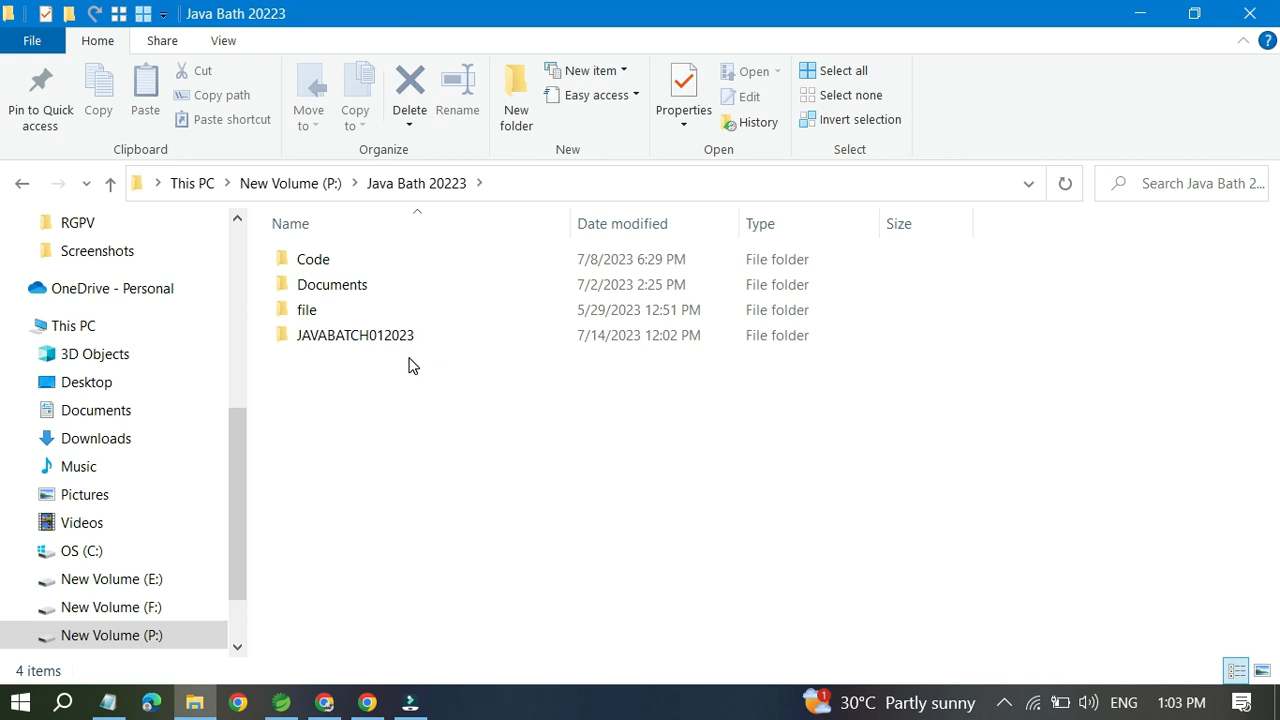 Java Bath 20223
File Home Share View
Pin to Quick access
Copy
Paste
Cut
Copy path
Paste shortcut
Clipboard
Move to
Copy to
Delete
Rename
Organize
New folder
New item
Easy access
New
Properties
Open
Edit
History
Open
Select all
Select none
Invert selection
Select
This PC New Volume (P:) Java Bath 20223
Search Java Bath 2...
RGPV
Screenshots
OneDrive - Personal
This PC
3D Objects
Desktop
Documents
Downloads
Music
Pictures
Videos
OS (C:)
New Volume (E:)
New Volume (F:)
New Volume (P:)
Name Date modified Type Size
Code 7/8/2023 6:29 PM File folder
Documents 7/2/2023 2:25 PM File folder
file 5/29/2023 12:51 PM File folder
JAVABATCH012023 7/14/2023 12:02 PM File folder
4 items
1 30°C Partly sunny ENG 1:03 PM